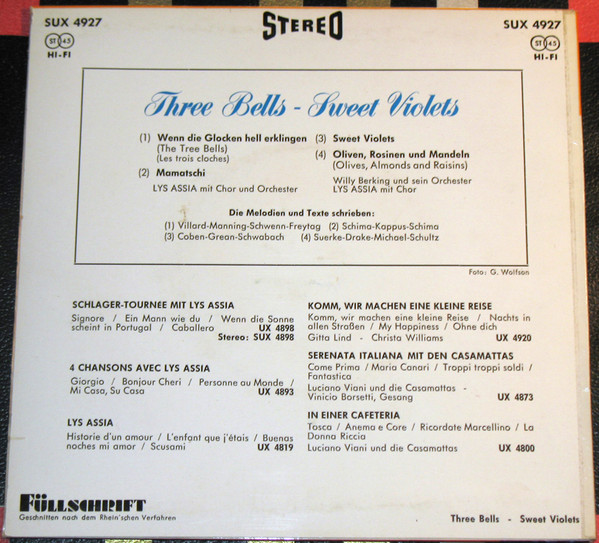 SUX 4927
STEREO
SUX 4927
ST 45
HI-FI
ST 45
HI-FI
Three Bells - Sweet Violets
(1) Wenn die Glocken hell erklingen
(The Tree Bells)
(Les trois cloches)
(2) Mamatschi
LYS ASSIA mit Chor und Orchester
(3) Sweet Violets
(4) Oliven, Rosinen und Mandeln
(Olives, Almonds and Raisins)
Willy Berking und sein Orchester
LYS ASSIA mit Chor
Die Melodien und Texte schrieben:
(1) Villard-Manning-Schwenn-Freytag (2) Schima-Kappus-Schima
(3) Coben-Grean-Schwabach (4) Suerke-Drake-Michael-Schultz
Foto: G. Wolfson
SCHLAGER-TOURNEE MIT LYS ASSIA
Signore / Ein Mann wie du / Wenn die Sonne
scheint in Portugal / Caballero UX 4898
Stereo: SUX 4898
4 CHANSONS AVEC LYS ASSIA
Giorgio / Bonjour Cheri / Personne au Monde /
Mi Casa, Su Casa UX 4893
LYS ASSIA
Historie d'un amour / L'enfant que j'étais / Buenas
noches mi amor / Scusami UX 4819
KOMM, WIR MACHEN EINE KLEINE REISE
Komm, wir machen eine kleine Reise / Nachts in
allen Straßen / My Happiness / Ohne dich
Gitta Lind - Christa Williams UX 4920
SERENATA ITALIANA MIT DEN CASAMATTAS
Come Prima / Maria Canari / Troppi troppi soldi /
Fantastica
Luciano Viani und die Casamattas -
Vinicio Borsetti, Gesang UX 4873
IN EINER CAFETERIA
Tosca / Anema e Core / Ricordate Marcellino / La
Donna Riccia
Luciano Viani und die Casamattas UX 4800
FÜLLSCHRIFT
Geschnitten nach dem Rhein'schen Verfahren
Three Bells - Sweet Violets